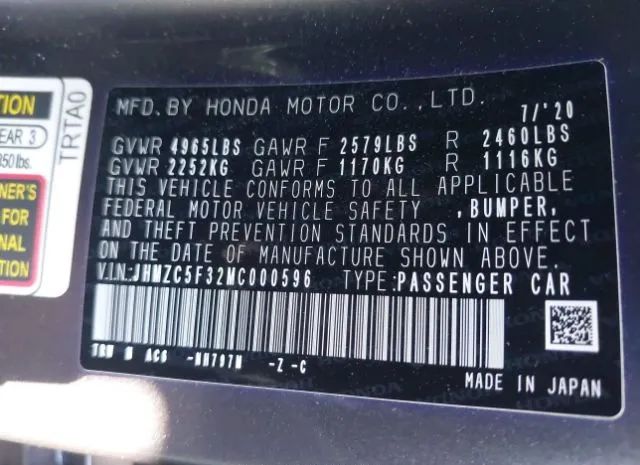 TION
EAR 3
350 lbs.
NER'S
FOR
NAL
TION
TRTA0
MFD.BY HONDA MOTOR CO.,LTD. 7/'20
GVWR 4965LBS GAWR F 2579LBS R 2460LBS
GVWR 2252KG GAWR F 1170KG R 1116KG
THIS VEHICLE CONFORMS TO ALL APPLICABLE
FEDERAL MOTOR VEHICLE SAFETY ,BUMPER,
AND THEFT PREVENTION STANDARDS IN EFFECT
ON THE DATE OF MANUFACTURE SHOWN ABOVE.
V.I.N:JHMZC5F32MC000596 TYPE:PASSENGER CAR
-NH797M -Z -C
MADE IN JAPAN